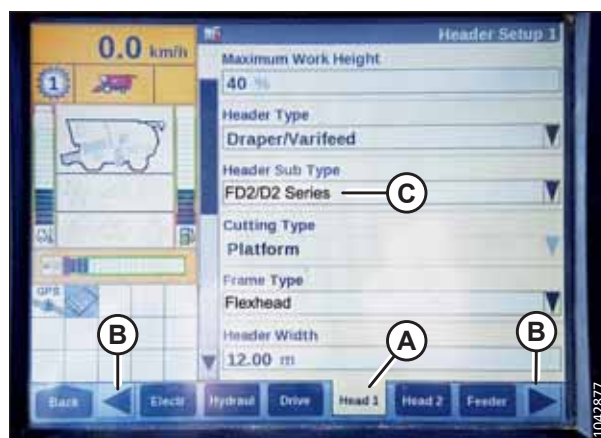 0.0 km/h
Header Setup 1
Maximum Work Height
40 %
1
Header Type
Draper/Varifeed
Header Sub Type
FD2/D2 Series
C
Cutting Type
Platform
Frame Type
Flexhead
GPS
Header Width
12.00 m
B
A
B
Back
Electr
Hydraul
Drive
Head 1
Head 2
Feeder
1042877